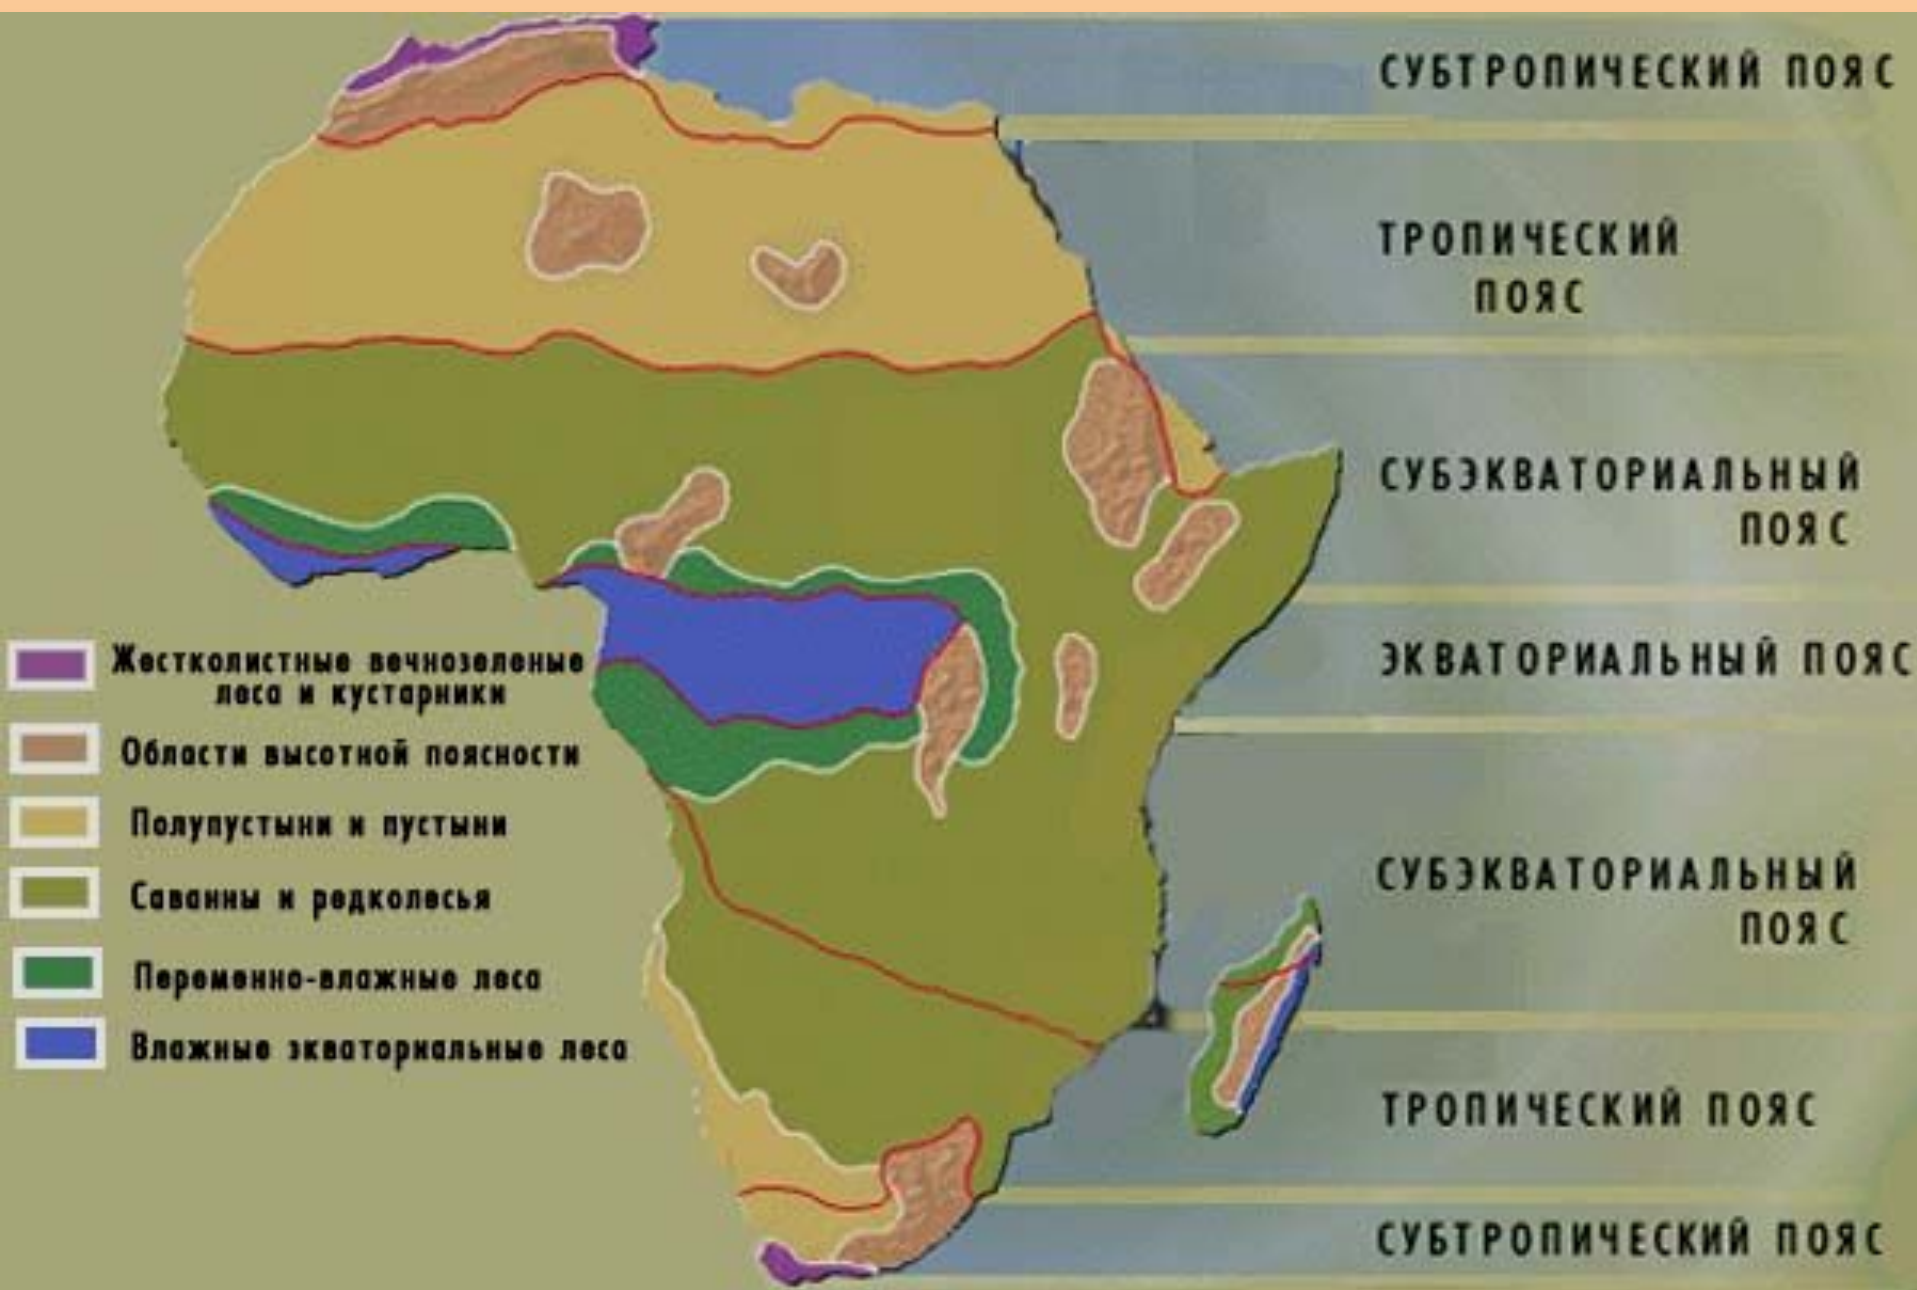 СУБТРОПИЧЕСКИЙ ПОЯС
ТРОПИЧЕСКИЙ
ПОЯС
СУБЭКВАТОРИАЛЬНЫЙ
ПОЯС
ЭКВАТОРИАЛЬНЫЙ ПОЯС
СУБЭКВАТОРИАЛЬНЫЙ
ПОЯС
ТРОПИЧЕСКИЙ ПОЯС
СУБТРОПИЧЕСКИЙ ПОЯС
Жестколистные вечнозеленые
леса и кустарники
Области высотной поясности
Полупустыни и пустыни
Саванны и редколесья
Переменно-влажные леса
Влажные экваториальные леса